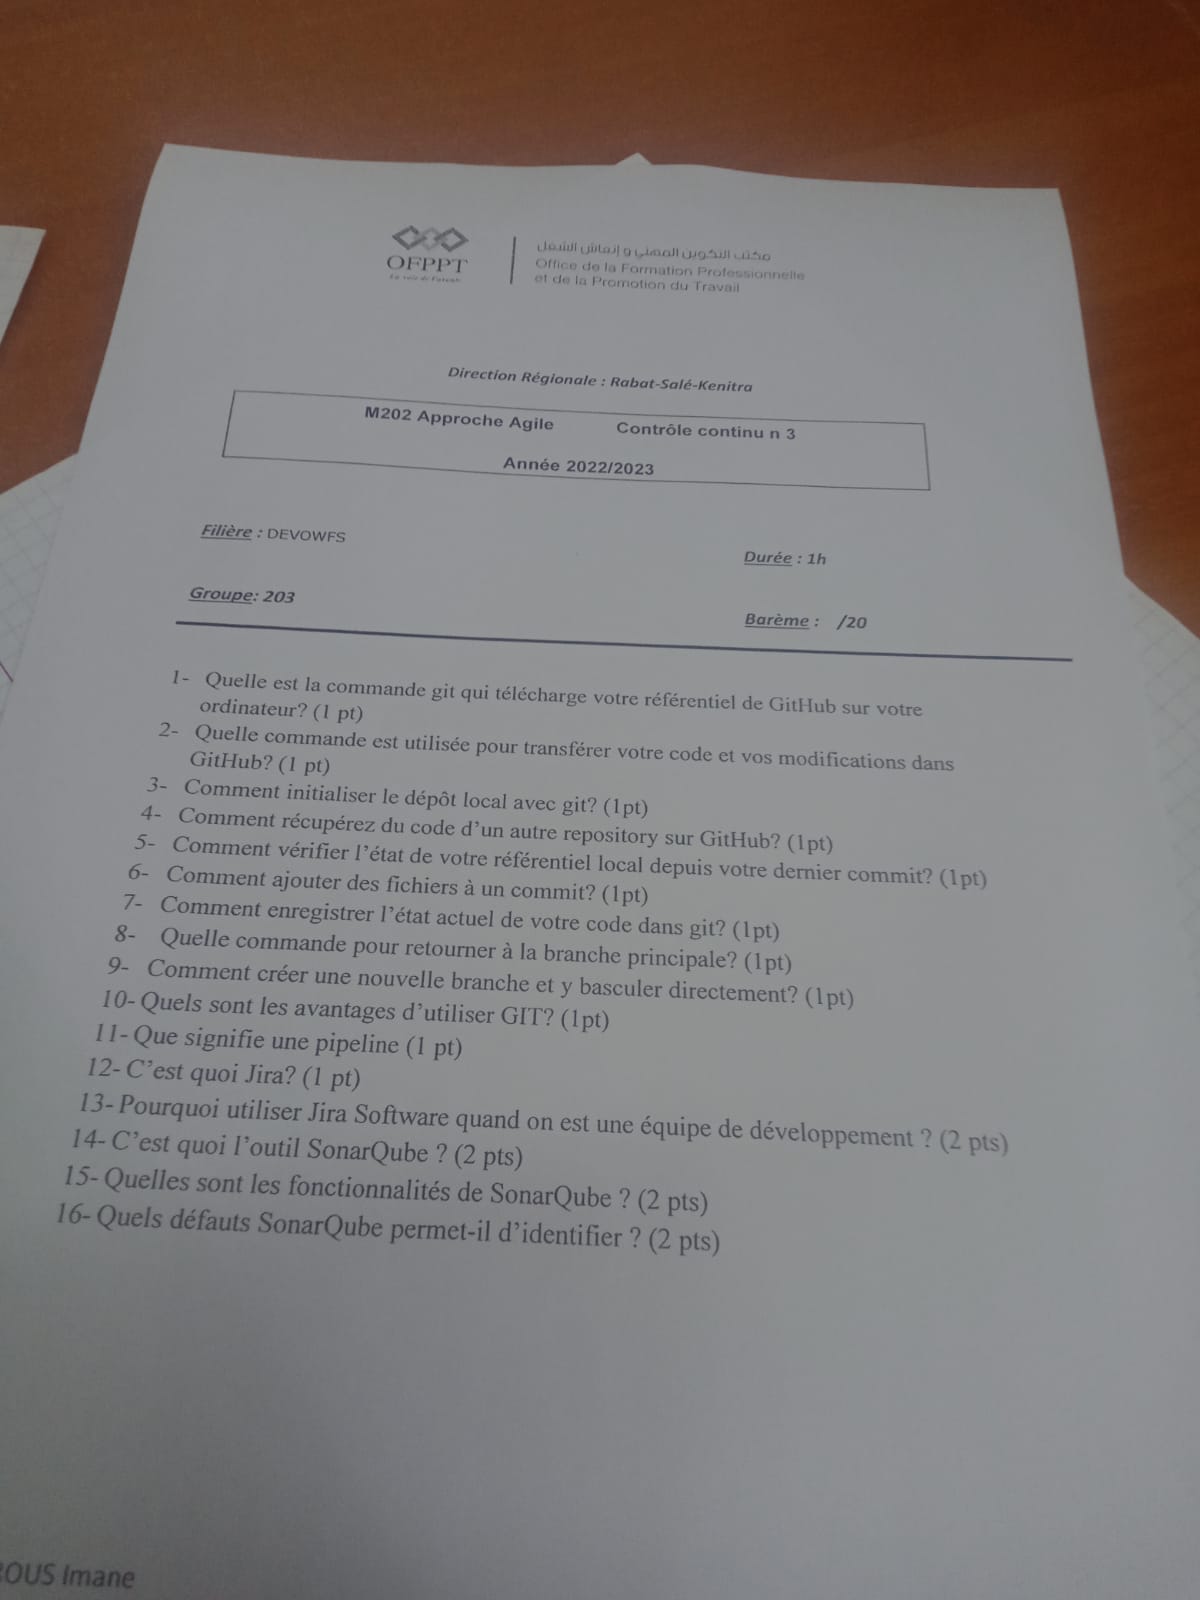 OFPPT
La voie de l'avenir
مكتب التكوين المهني و إنعاش الشغل
Office de la Formation Professionnelle
et de la Promotion du Travail
Direction Régionale : Rabat-Salé-Kenitra
M202 Approche Agile Contrôle continu n 3
Année 2022/2023
Filière : DEVOWFS
Durée : 1h
Groupe: 203
Barème : /20
1- Quelle est la commande git qui télécharge votre référentiel de GitHub sur votre
ordinateur? (1 pt)
2- Quelle commande est utilisée pour transférer votre code et vos modifications dans
GitHub? (1 pt)
3- Comment initialiser le dépôt local avec git? (1pt)
4- Comment récupérez du code d'un autre repository sur GitHub? (1pt)
5- Comment vérifier l'état de votre référentiel local depuis votre dernier commit? (1pt)
6- Comment ajouter des fichiers à un commit? (1pt)
7- Comment enregistrer l'état actuel de votre code dans git? (1pt)
8- Quelle commande pour retourner à la branche principale? (1pt)
9- Comment créer une nouvelle branche et y basculer directement? (1pt)
10- Quels sont les avantages d'utiliser GIT? (1pt)
11- Que signifie une pipeline (1 pt)
12- C'est quoi Jira? (1 pt)
13- Pourquoi utiliser Jira Software quand on est une équipe de développement ? (2 pts)
14- C'est quoi l'outil SonarQube ? (2 pts)
15- Quelles sont les fonctionnalités de SonarQube ? (2 pts)
16- Quels défauts SonarQube permet-il d'identifier ? (2 pts)
ROUS Imane